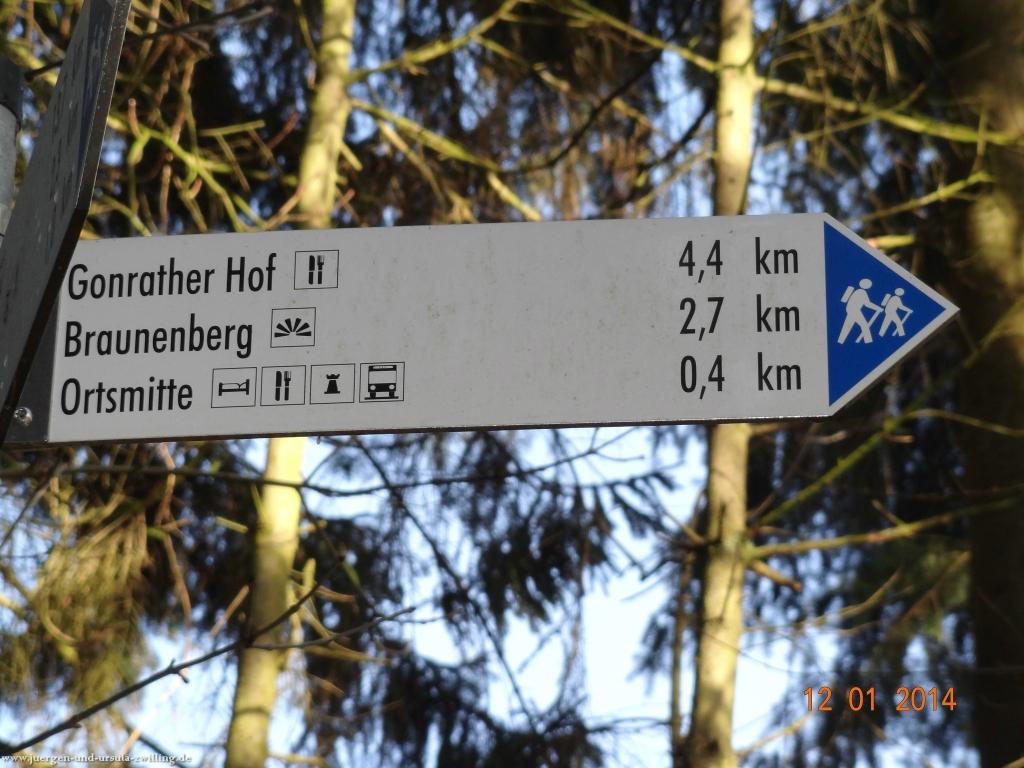 Gonrather Hof 4,4 km
Braunenberg 2,7 km
Ortsmitte 0,4 km
12 01 2014
www.juergen-und-ursula-zwilling.de